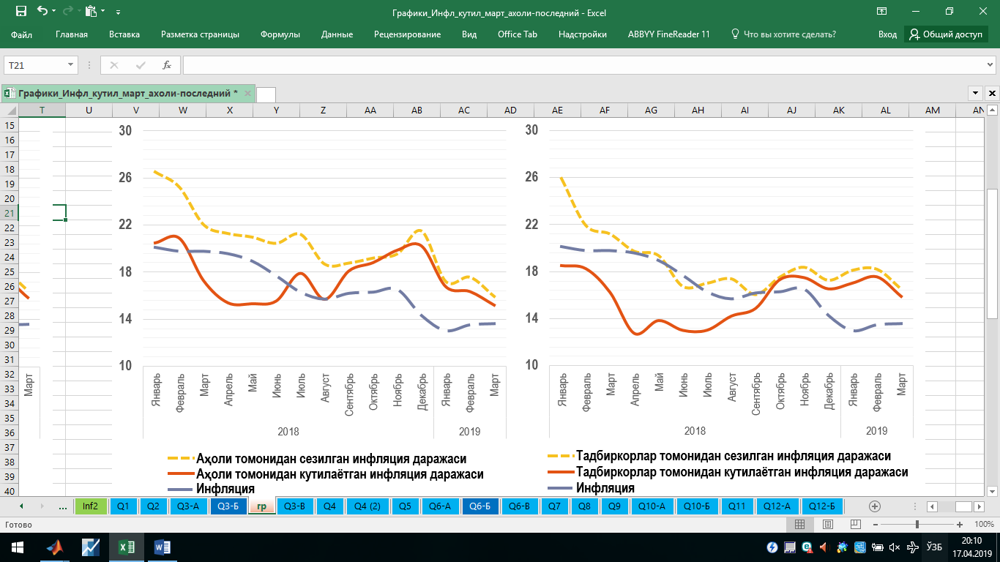 Графики_Инфл_кутил_март_ахоли-последний - Excel
Файл Главная Вставка Разметка страницы Формулы Данные Рецензирование Вид Office Tab Надстройки ABBYY FineReader 11 Что вы хотите сделать? Вход Общий доступ
T21 fx
Графики_Инфл_кутил_март_ахоли-последний *
T U V W X Y Z AA AB AC AD AE AF AG AH AI AJ AK AL AM AN
15
16
17
18
19
20
21
22
23
24
25
26
27
28
29
30
31
32
33
34
35
36
37
38
39
40
Март
30
26
22
18
14
10
Январь Февраль Март Апрель Май Июнь Июль Август Сентябрь Октябрь Ноябрь Декабрь Январь Февраль Март
2018 2019
Аҳоли томонидан сезилган инфляция даражаси
Аҳоли томонидан кутилаётган инфляция даражаси
Инфляция
30
26
22
18
14
10
Январь Февраль Март Апрель Май Июнь Июль Август Сентябрь Октябрь Ноябрь Декабрь Январь Февраль Март
2018 2019
Тадбиркорлар томонидан сезилган инфляция даражаси
Тадбиркорлар томонидан кутилаётган инфляция даражаси
Инфляция
... Inf2 Q1 Q2 Q3-А Q3-Б гр Q3-В Q4 Q4 (2) Q5 Q6-А Q6-Б Q6-В Q7 Q8 Q9 Q10-А Q10-Б Q11 Q12-А Q12-Б
Готово 100%
ЎЗБ 20:10
17.04.2019